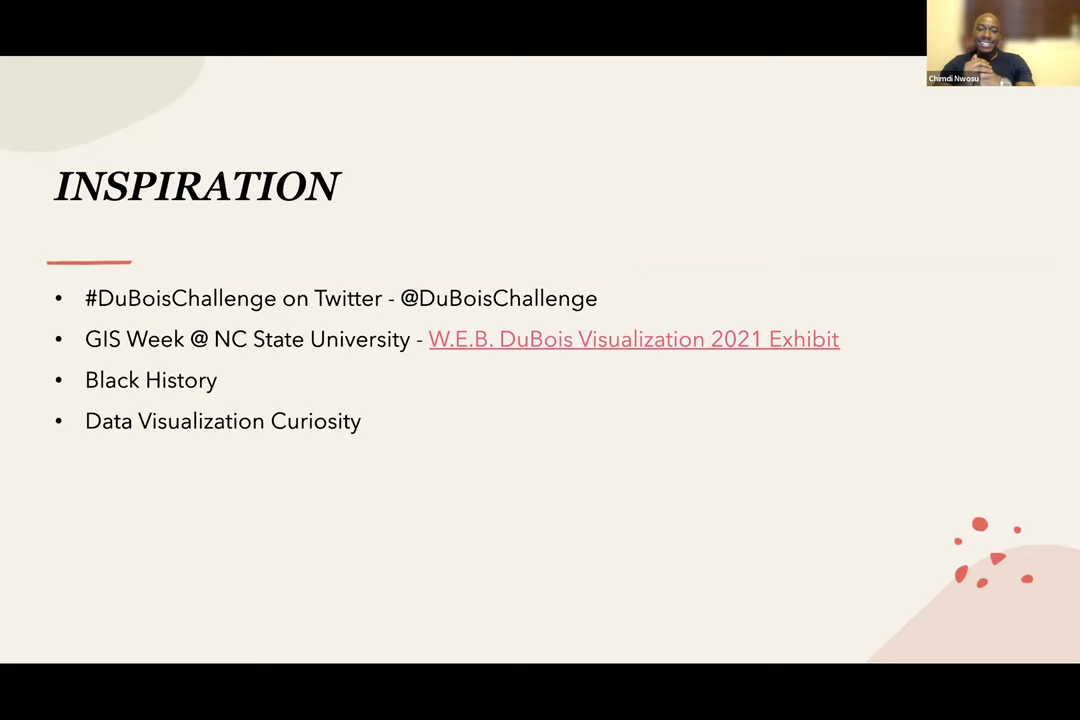 Chimdi Nwosu
INSPIRATION
• #DuBoisChallenge on Twitter - @DuBoisChallenge
• GIS Week @ NC State University - W.E.B. DuBois Visualization 2021 Exhibit
• Black History
• Data Visualization Curiosity